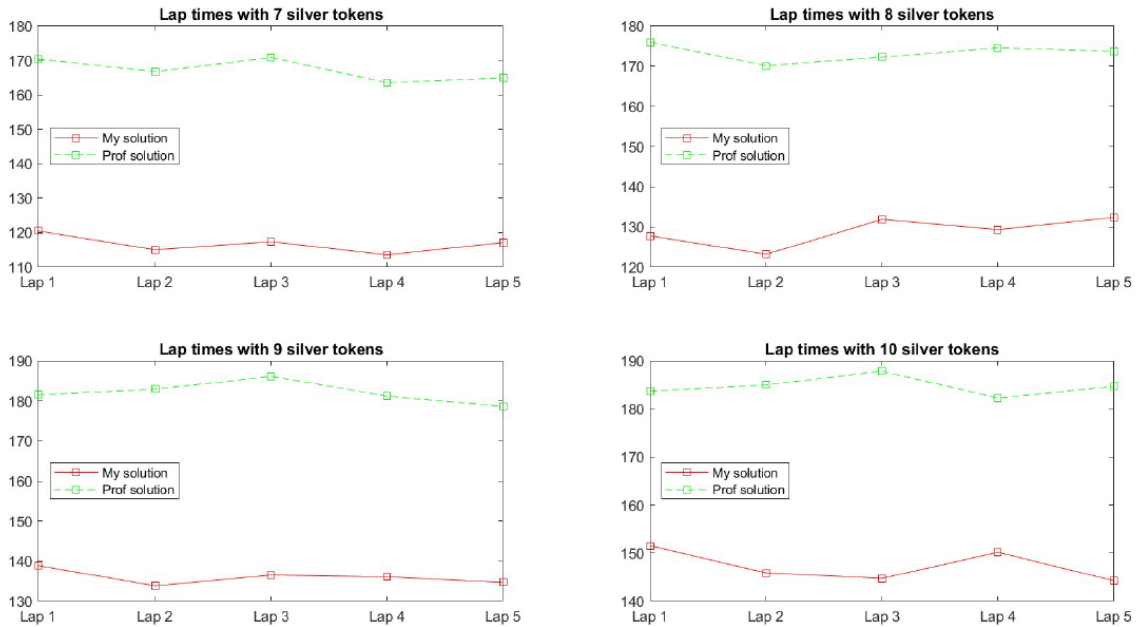 Lap times with 7 silver tokens
180
170
160
150
140
130
120
110
My solution
Prof solution
Lap 1 Lap 2 Lap 3 Lap 4 Lap 5
Lap times with 8 silver tokens
180
170
160
150
140
130
120
My solution
Prof solution
Lap 1 Lap 2 Lap 3 Lap 4 Lap 5
Lap times with 9 silver tokens
190
180
170
160
150
140
130
My solution
Prof solution
Lap 1 Lap 2 Lap 3 Lap 4 Lap 5
Lap times with 10 silver tokens
190
180
170
160
150
140
My solution
Prof solution
Lap 1 Lap 2 Lap 3 Lap 4 Lap 5